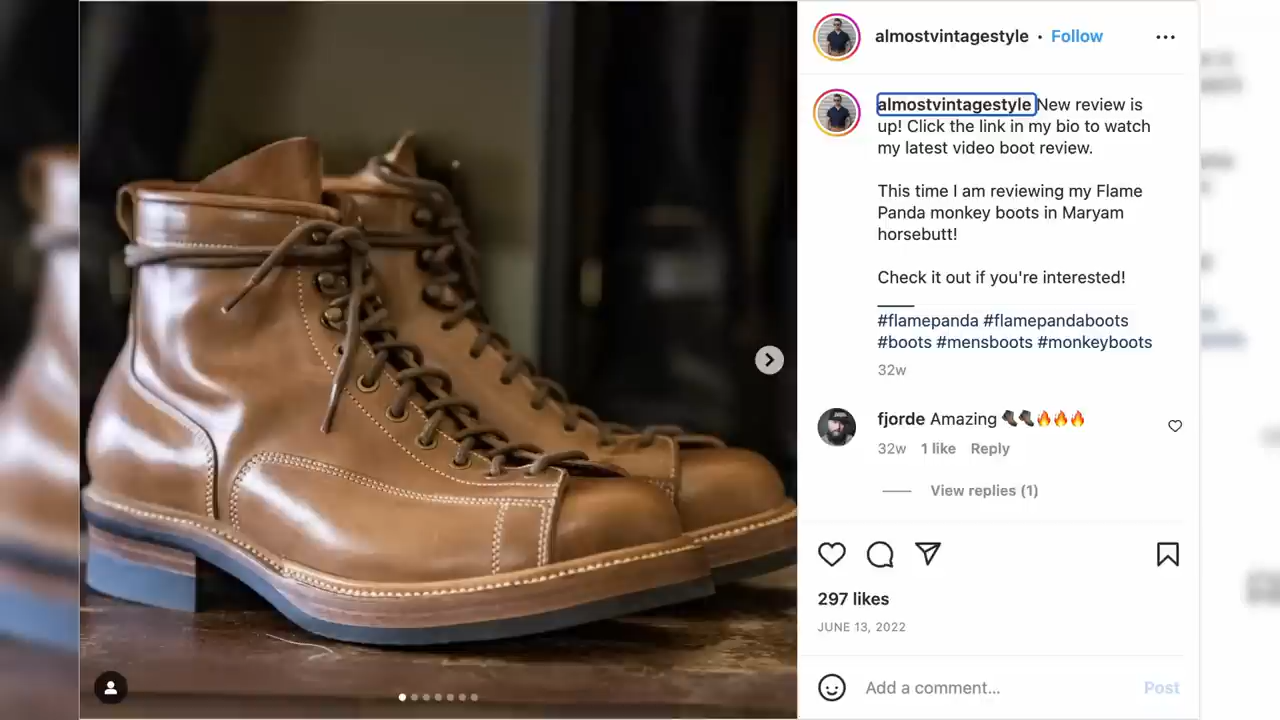 almostvintagestyle • Follow
almostvintagestyle New review is
up! Click the link in my bio to watch
my latest video boot review.
This time I am reviewing my Flame
Panda monkey boots in Maryam
horsebutt!
Check it out if you're interested!
#flamepanda #flamepandaboots
#boots #mensboots #monkeyboots
32w
fjorde Amazing 🥾🥾🔥🔥🔥
32w 1 like Reply
View replies (1)
297 likes
JUNE 13, 2022
Add a comment... Post